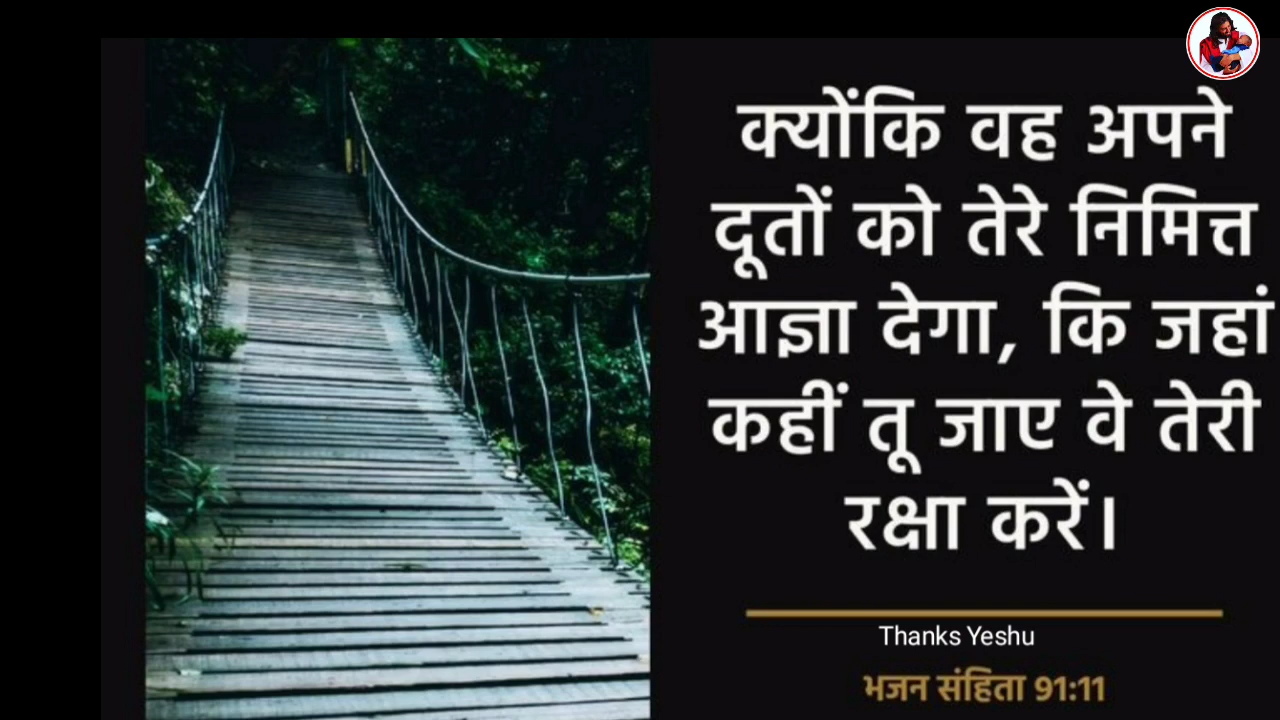 क्योंकि वह अपने
दूतों को तेरे निमित्त
आज्ञा देगा, कि जहां
कहीं तू जाए वे तेरी
रक्षा करें।
Thanks Yeshu
भजन संहिता 91:11